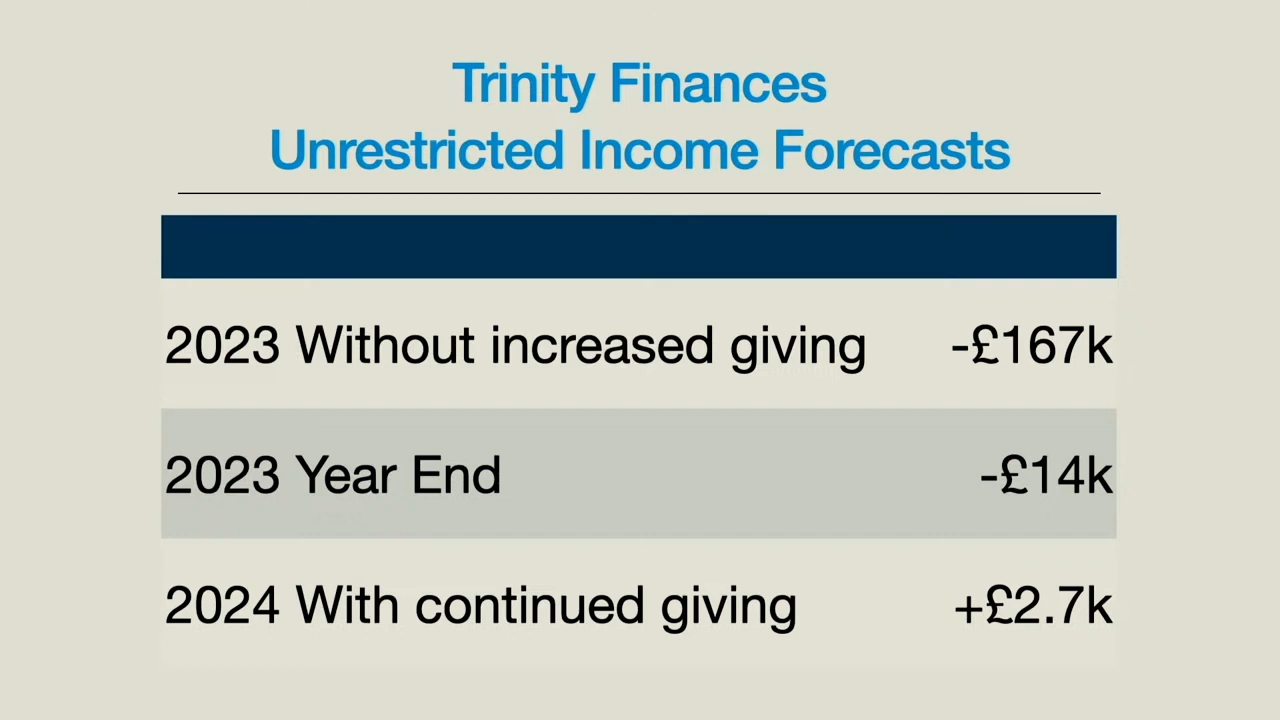 Trinity Finances
Unrestricted Income Forecasts
2023 Without increased giving -£167k
2023 Year End -£14k
2024 With continued giving +£2.7k